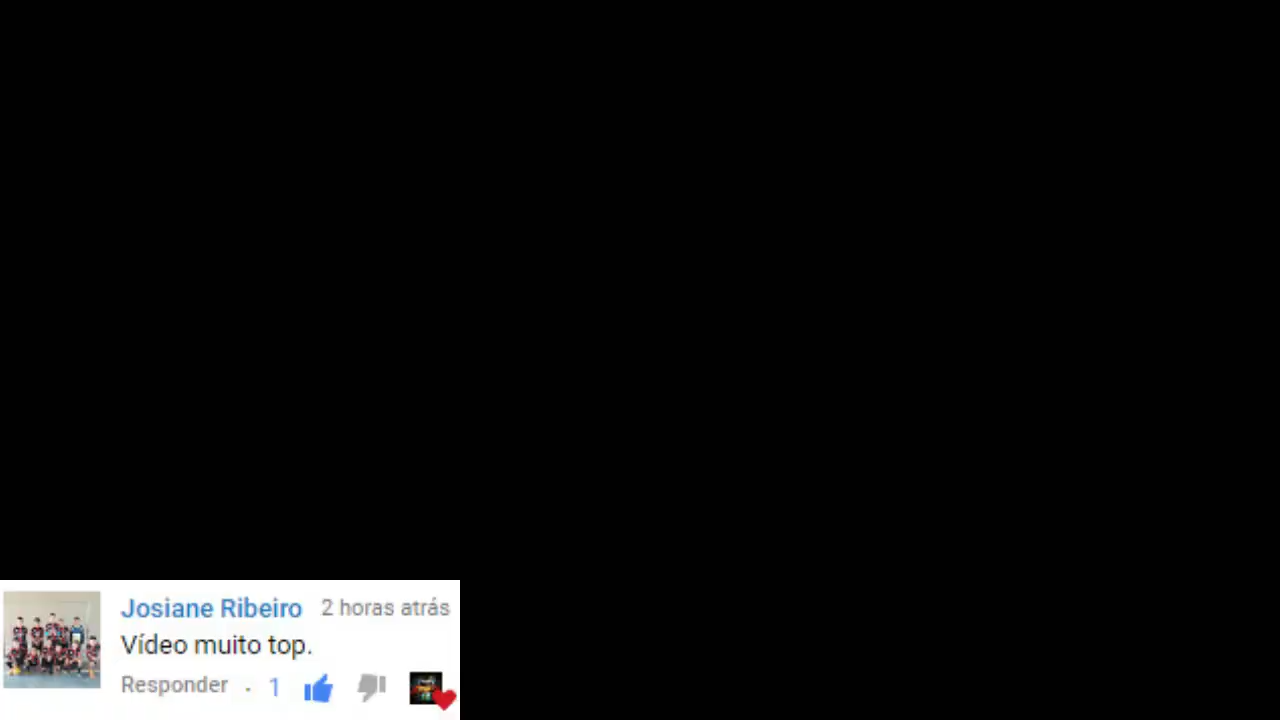 Josiane Ribeiro 2 horas atrás
Vídeo muito top.
Responder · 1